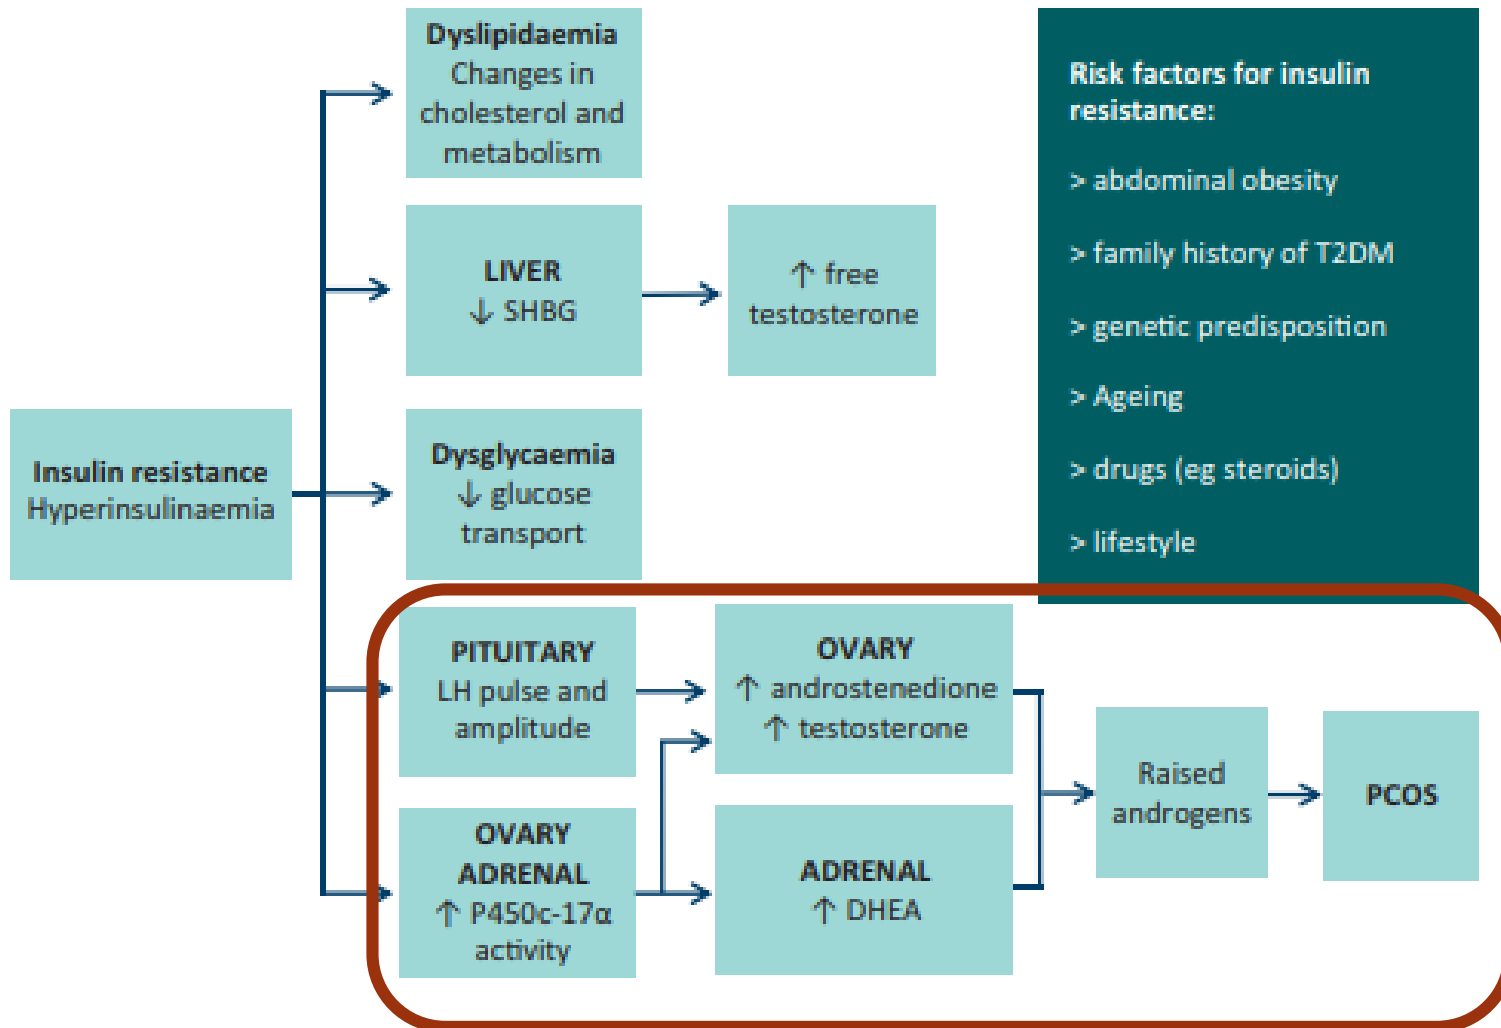 Dyslipidaemia
Changes in
cholesterol and
metabolism
Risk factors for insulin
resistance:
> abdominal obesity
> family history of T2DM
> genetic predisposition
> Ageing
> drugs (eg steroids)
> lifestyle
LIVER
↓ SHBG
↑ free
testosterone
Insulin resistance
Hyperinsulinaemia
Dysglycaemia
↓ glucose
transport
PITUITARY
LH pulse and
amplitude
OVARY
↑ androstenedione
↑ testosterone
OVARY
ADRENAL
↑ P450c-17α
activity
ADRENAL
↑ DHEA
Raised
androgens
PCOS